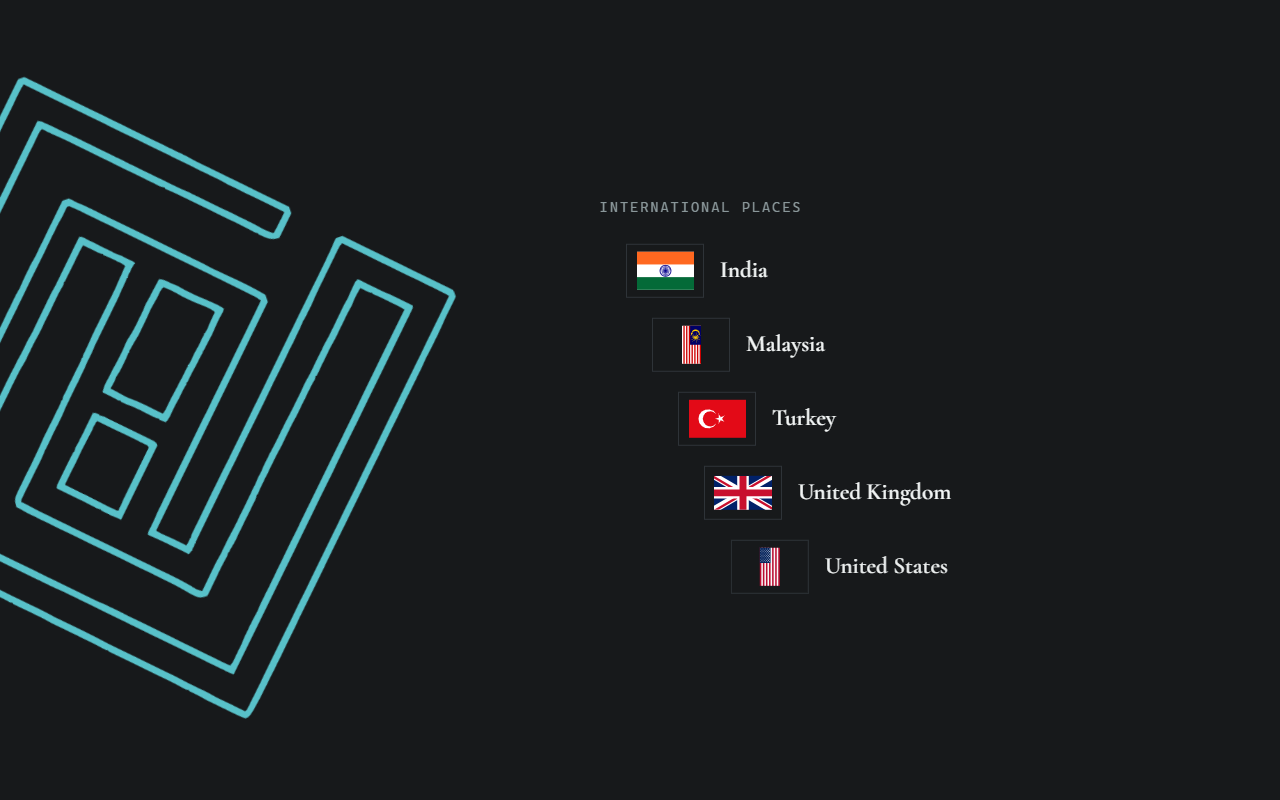 INTERNATIONAL PLACES
India
Malaysia
Turkey
United Kingdom
United States